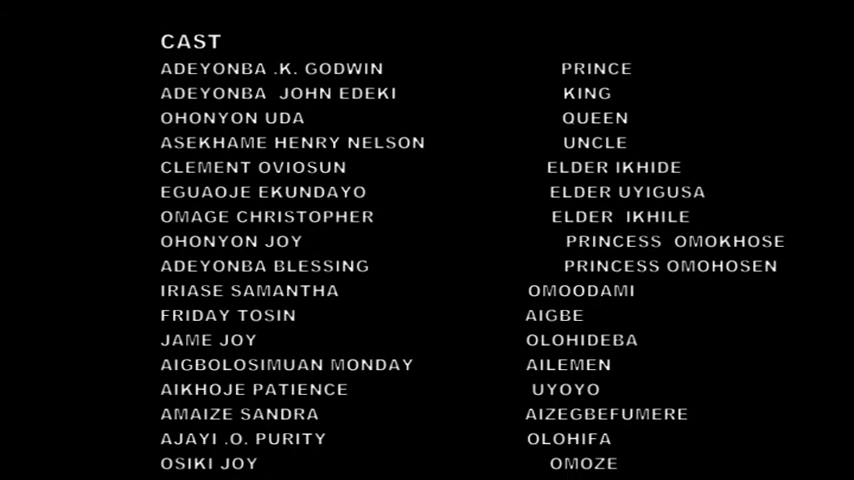 CAST
ADEYONBA .K. GODWIN PRINCE
ADEYONBA JOHN EDEKI KING
OHONYON UDA QUEEN
ASEKHAME HENRY NELSON UNCLE
CLEMENT OVIOSUN ELDER IKHIDE
EGUAOJE EKUNDAYO ELDER UYIGUSA
OMAGE CHRISTOPHER ELDER IKHILE
OHONYON JOY PRINCESS OMOKHOSE
ADEYONBA BLESSING PRINCESS OMOHOSEN
IRIASE SAMANTHA OMOODAMI
FRIDAY TOSIN AIGBE
JAME JOY OLOHIDEBA
AIGBOLOSIMUAN MONDAY AILEMEN
AIKHOJE PATIENCE UYOYO
AMAIZE SANDRA AIZEGBEFUMERE
AJAYI .O. PURITY OLOHIFA
OSIKI JOY OMOZE